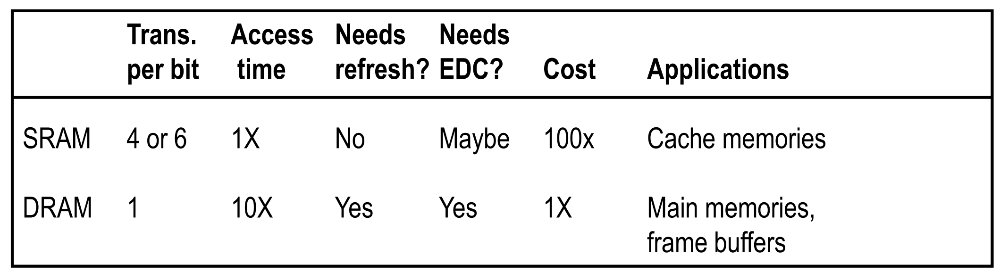 Trans. Access Needs Needs
per bit time refresh? EDC? Cost Applications
SRAM 4 or 6 1X No Maybe 100x Cache memories
DRAM 1 10X Yes Yes 1X Main memories,
frame buffers